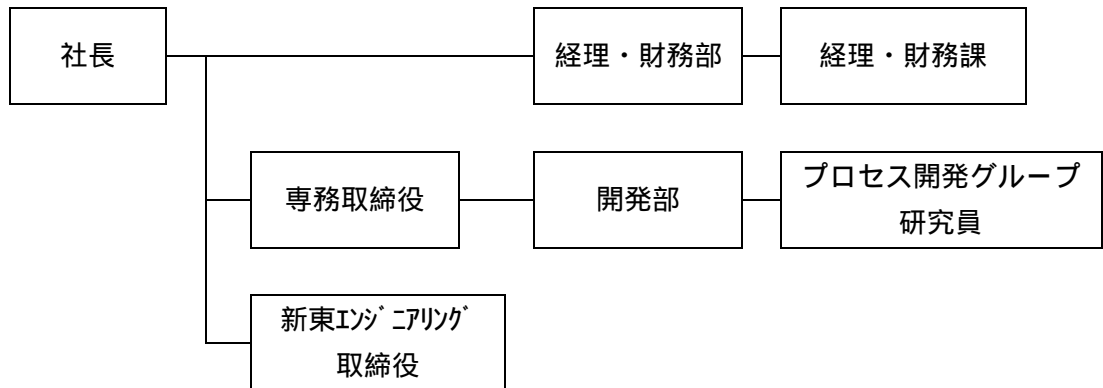 社長
経理・財務部
経理・財務課
専務取締役
開発部
プロセス開発グループ
研究員
新東ｴﾝｼﾞﾆｱﾘﾝｸﾞ
取締役